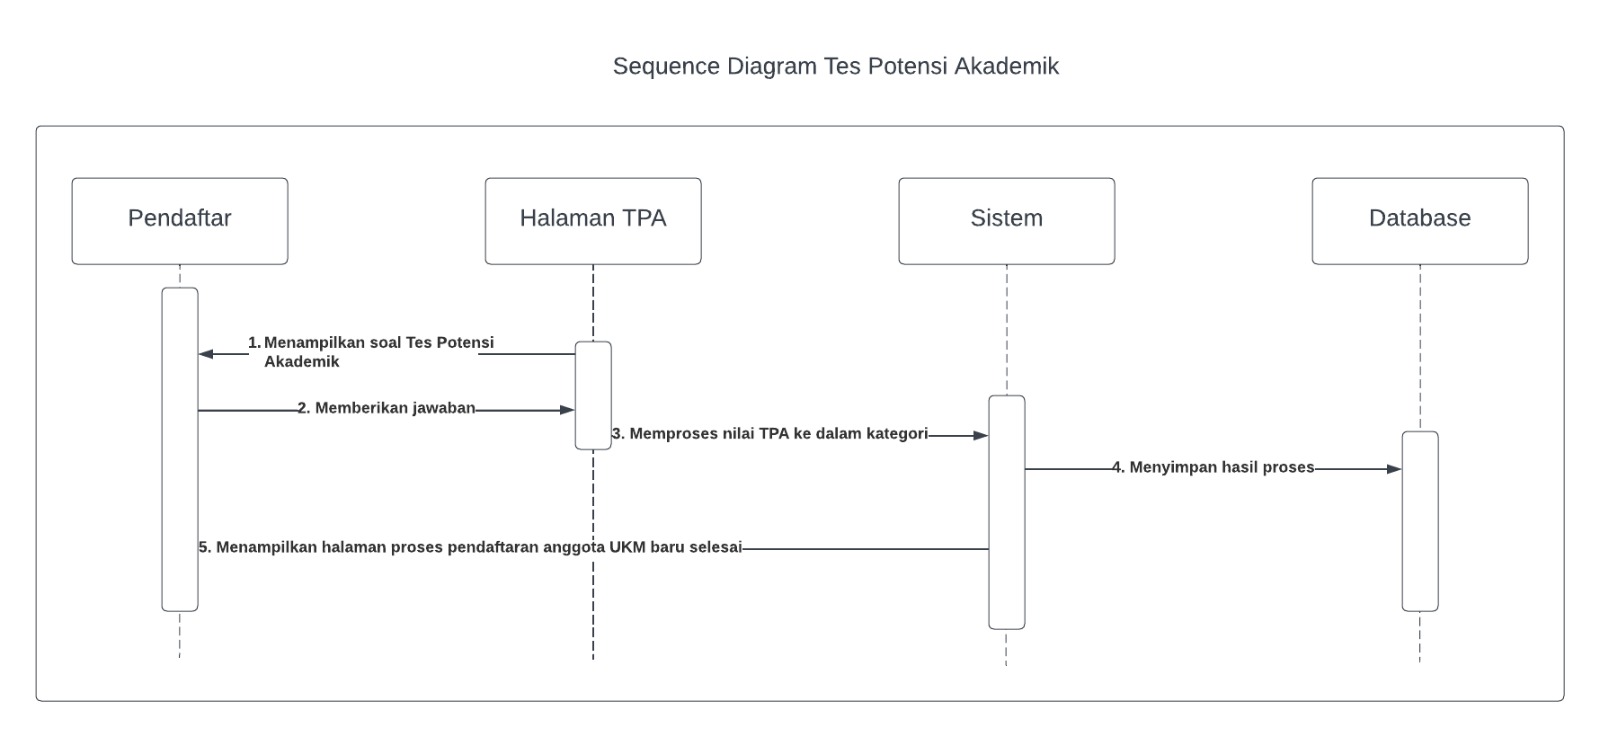 Sequence Diagram Tes Potensi Akademik
Pendaftar
Halaman TPA
Sistem
Database
1. Menampilkan soal Tes Potensi
Akademik
2. Memberikan jawaban
3. Memproses nilai TPA ke dalam kategori
4. Menyimpan hasil proses
5. Menampilkan halaman proses pendaftaran anggota UKM baru selesai